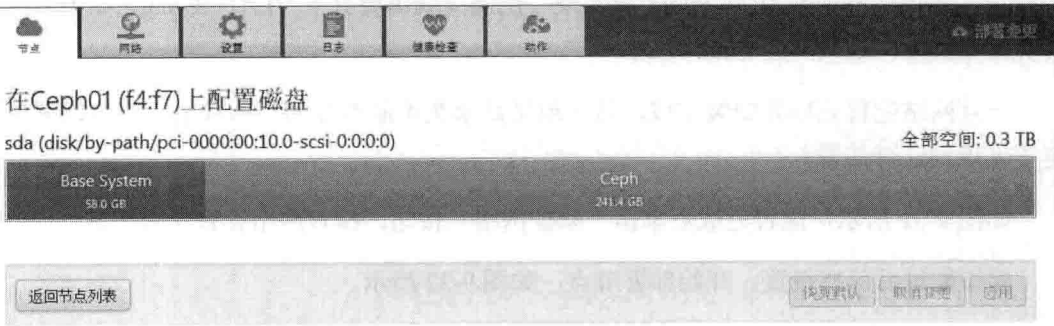 节点 网络 设置 日志 健康检查 动作 部署变更
在Ceph01 (f4:f7)上配置磁盘
sda (disk/by-path/pci-0000:00:10.0-scsi-0:0:0:0) 全部空间: 0.3 TB
Base System Ceph
58.0 GB 241.4 GB
返回节点列表 恢复默认 取消变更 应用